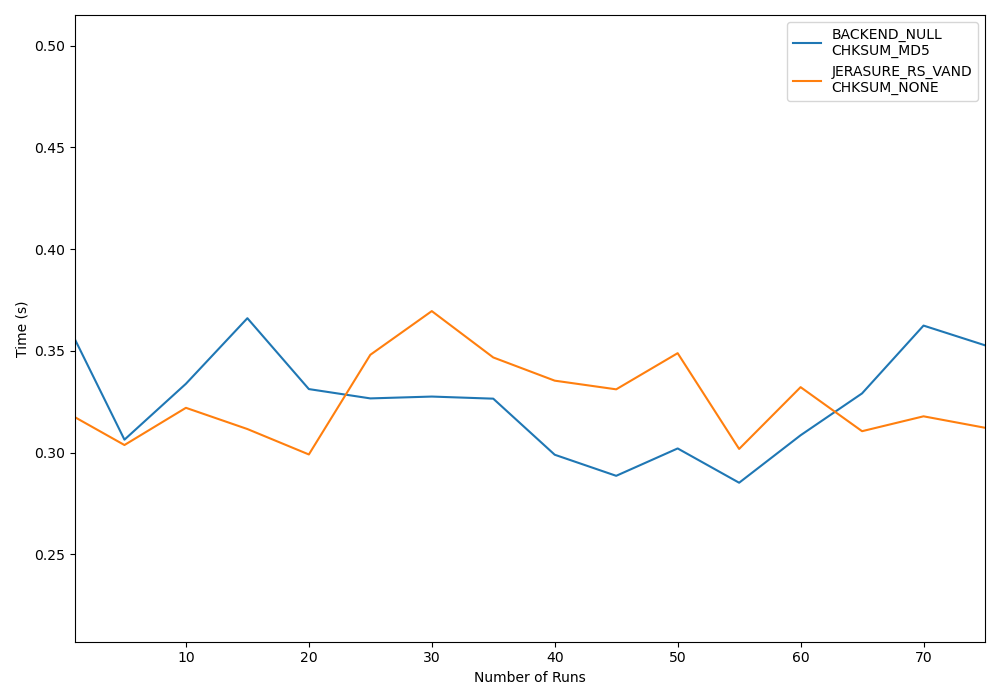 0.50
0.45
0.40
0.35
0.30
0.25
Time (s)
10 20 30 40 50 60 70
Number of Runs
BACKEND_NULL
CHKSUM_MD5
JERASURE_RS_VAND
CHKSUM_NONE